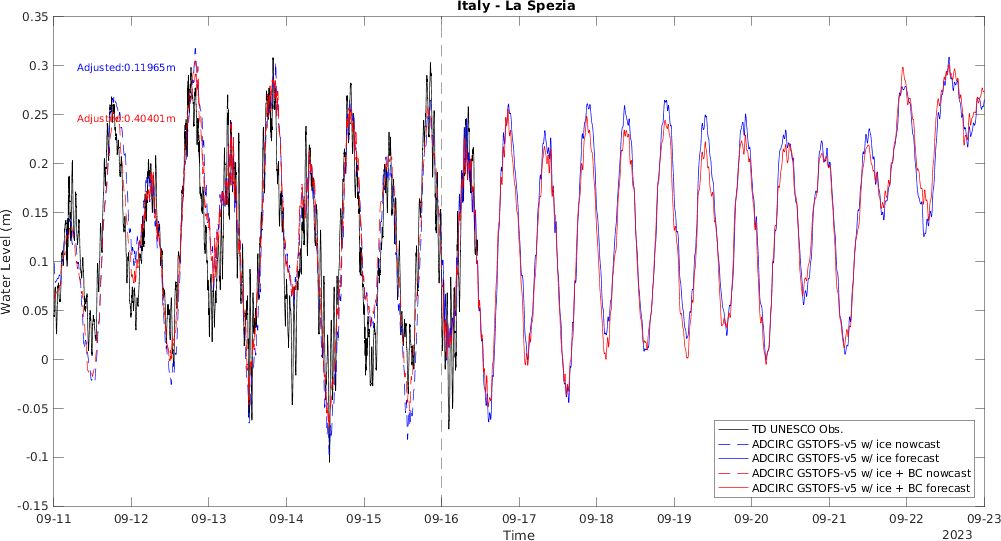 Italy - La Spezia
0.35
0.3
0.25
0.2
0.15
0.1
0.05
0
-0.05
-0.1
-0.15
Water Level (m)
Adjusted:0.11965m
Adjusted:0.40401m
TD UNESCO Obs.
ADCIRC GSTOFS-v5 w/ ice nowcast
ADCIRC GSTOFS-v5 w/ ice forecast
ADCIRC GSTOFS-v5 w/ ice + BC nowcast
ADCIRC GSTOFS-v5 w/ ice + BC forecast
09-11 09-12 09-13 09-14 09-15 09-16 09-17 09-18 09-19 09-20 09-21 09-22 09-23
Time
2023